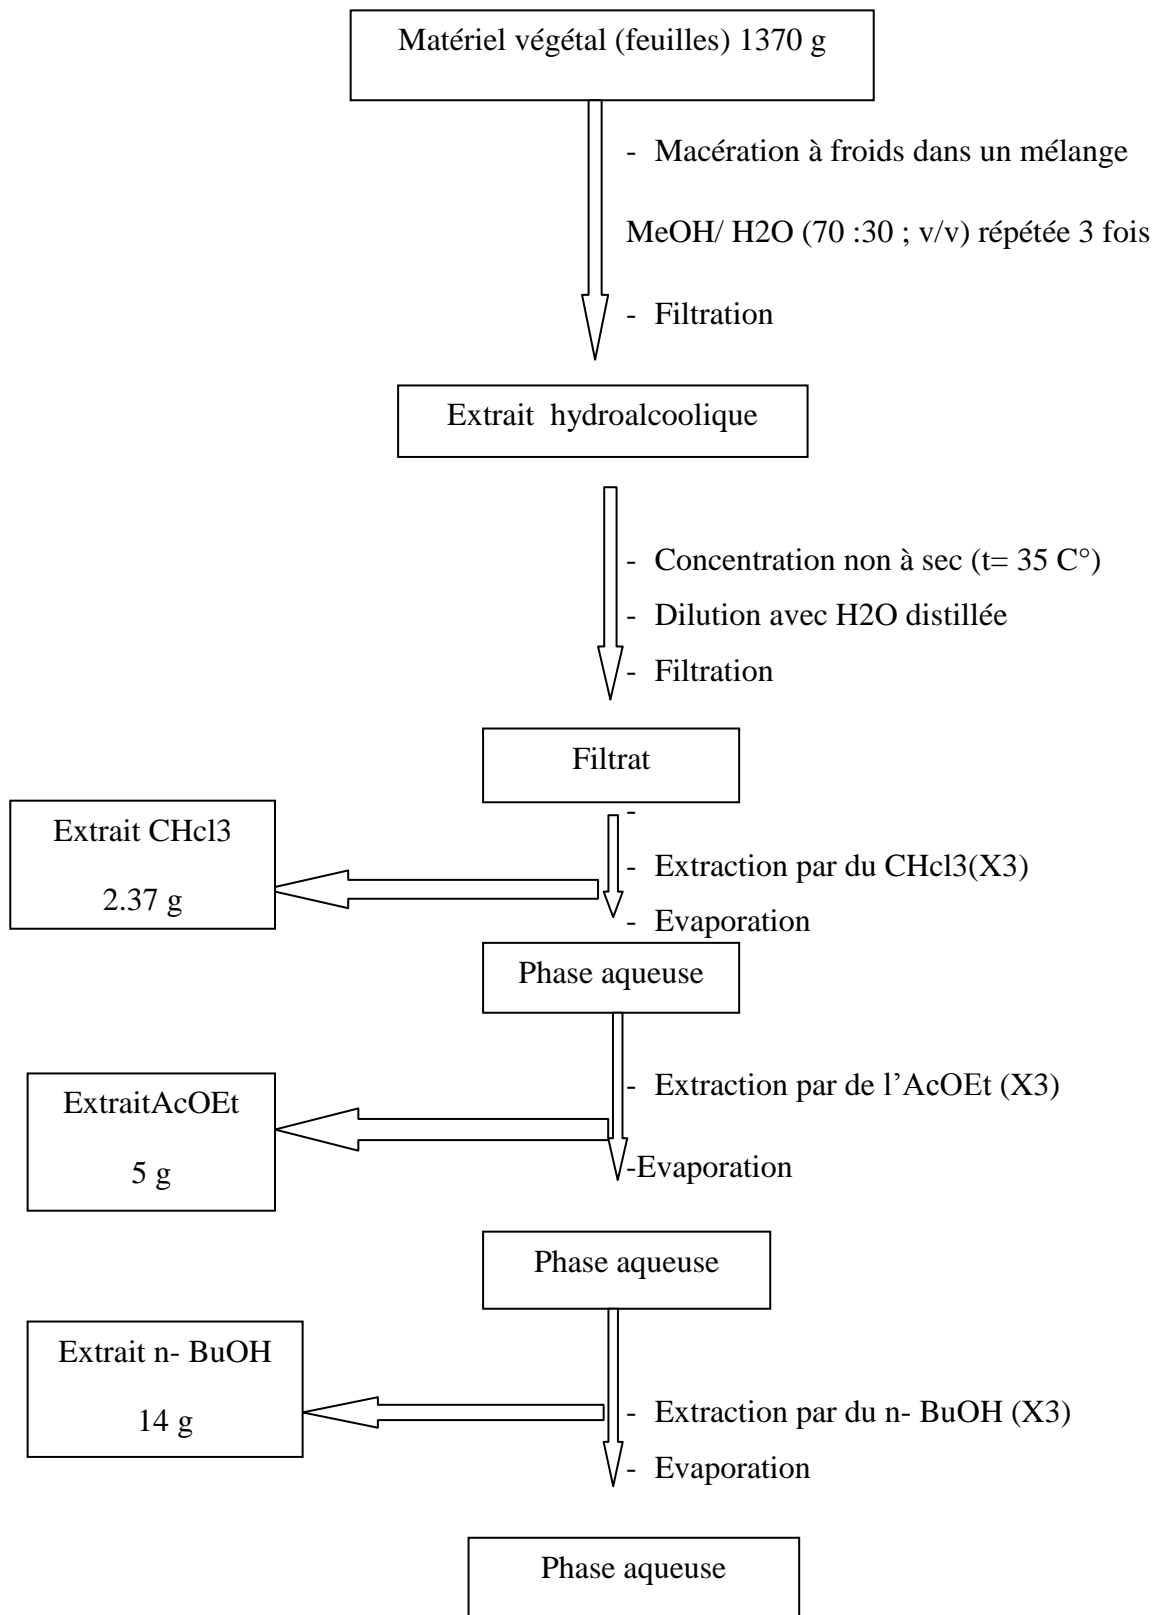 Matériel végétal (feuilles) 1370 g
- Macération à froids dans un mélange
MeOH/ H2O (70 :30 ; v/v) répétée 3 fois
- Filtration
Extrait hydroalcoolique
- Concentration non à sec (t= 35 C°)
- Dilution avec H2O distillée
- Filtration
Filtrat
-
Extrait CHcl3
2.37 g
- Extraction par du CHcl3(X3)
- Evaporation
Phase aqueuse
ExtraitAcOEt
5 g
- Extraction par de l’AcOEt (X3)
-Evaporation
Phase aqueuse
Extrait n- BuOH
14 g
- Extraction par du n- BuOH (X3)
- Evaporation
Phase aqueuse